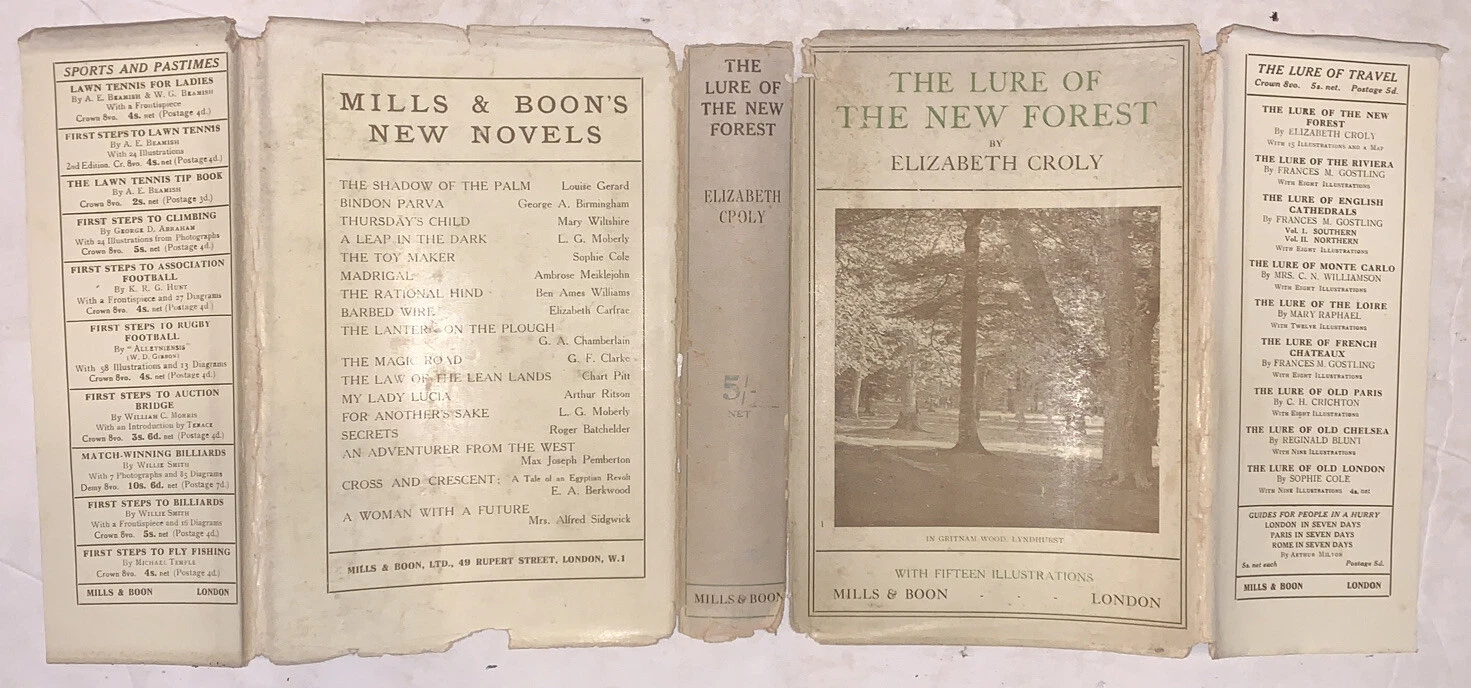 SPORTS AND PASTIMES
LAWN TENNIS FOR LADIES
By A. E. BEAMISH & W. G. BEAMISH
With a Frontispiece
Crown 8vo. 4s. net (Postage 4d.)
FIRST STEPS TO LAWN TENNIS
By A. E. BEAMISH
With 24 Illustrations
2nd Edition. Cr. 8vo. 4s. net (Postage 4d.)
THE LAWN TENNIS TIP BOOK
By A. E. BEAMISH
Crown 8vo. 2s. net (Postage 3d.)
FIRST STEPS TO CLIMBING
By GEORGE D. ABRAHAM
With 24 Illustrations from Photographs
Crown 8vo. 5s. net (Postage 4d.)
FIRST STEPS TO ASSOCIATION
FOOTBALL
By K. R. G. HUNT
With a Frontispiece and 27 Diagrams
Crown 8vo. 4s. net (Postage 4d.)
FIRST STEPS TO RUGBY
FOOTBALL
By "ALLEYNIENSIS"
(W. D. GIBBON)
With 38 Illustrations and 13 Diagrams
Crown 8vo. 4s. net (Postage 4d.)
FIRST STEPS TO AUCTION
BRIDGE
By WILLIAM C. MORRIS
With an Introduction by TENACE
Crown 8vo. 3s. 6d. net (Postage 4d.)
MATCH-WINNING BILLIARDS
By WILLIE SMITH
With 7 Photographs and 85 Diagrams
Demy 8vo. 10s. 6d. net (Postage 7d.)
FIRST STEPS TO BILLIARDS
By WILLIE SMITH
With a Frontispiece and 16 Diagrams
Crown 8vo. 5s. net (Postage 4d.)
FIRST STEPS TO FLY FISHING
By MICHAEL TEMPLE
Crown 8vo. 4s. net (Postage 4d.)
MILLS & BOON LONDON
MILLS & BOON'S
NEW NOVELS
THE SHADOW OF THE PALM Louise Gerard
BINDON PARVA George A. Birmingham
THURSDAY'S CHILD Mary Wiltshire
A LEAP IN THE DARK L. G. Moberly
THE TOY MAKER Sophie Cole
MADRIGAL Ambrose Meiklejohn
THE RATIONAL HIND Ben Ames Williams
BARBED WIRE Elizabeth Carfrae
THE LANTERN ON THE PLOUGH
G. A. Chamberlain
THE MAGIC ROAD G. F. Clarke
THE LAW OF THE LEAN LANDS Chart Pitt
MY LADY LUCIA Arthur Ritson
FOR ANOTHER'S SAKE L. G. Moberly
SECRETS Roger Batchelder
AN ADVENTURER FROM THE WEST
Max Joseph Pemberton
CROSS AND CRESCENT: A Tale of an Egyptian Revolt
E. A. Berkwood
A WOMAN WITH A FUTURE
Mrs. Alfred Sidgwick
MILLS & BOON, LTD., 49 RUPERT STREET, LONDON, W.1
THE
LURE OF
THE NEW
FOREST
ELIZABETH
CROLY
5/-
NET
MILLS & BOON
THE LURE OF
THE NEW FOREST
BY
ELIZABETH CROLY
IN GRITNAM WOOD, LYNDHURST
WITH FIFTEEN ILLUSTRATIONS
MILLS & BOON - - - LONDON
THE LURE OF TRAVEL
Crown 8vo. 5s. net. Postage 5d.
THE LURE OF THE NEW
FOREST
By ELIZABETH CROLY
WITH 15 ILLUSTRATIONS AND A MAP
THE LURE OF THE RIVIERA
By FRANCES M. GOSTLING
WITH EIGHT ILLUSTRATIONS
THE LURE OF ENGLISH
CATHEDRALS
By FRANCES M. GOSTLING
Vol. I. SOUTHERN
Vol. II. NORTHERN
WITH EIGHT ILLUSTRATIONS
THE LURE OF MONTE CARLO
By MRS. C. N. WILLIAMSON
WITH EIGHT ILLUSTRATIONS
THE LURE OF THE LOIRE
By MARY RAPHAEL
WITH TWELVE ILLUSTRATIONS
THE LURE OF FRENCH
CHATEAUX
By FRANCES M. GOSTLING
WITH EIGHT ILLUSTRATIONS
THE LURE OF OLD PARIS
By C. H. CRICHTON
WITH EIGHT ILLUSTRATIONS
THE LURE OF OLD CHELSEA
By REGINALD BLUNT
WITH NINE ILLUSTRATIONS
THE LURE OF OLD LONDON
By SOPHIE COLE
WITH NINE ILLUSTRATIONS 4s. net
GUIDES FOR PEOPLE IN A HURRY
LONDON IN SEVEN DAYS
PARIS IN SEVEN DAYS
ROME IN SEVEN DAYS
By ARTHUR MILTON
5s. net each Postage 5d.
MILLS & BOON LONDON